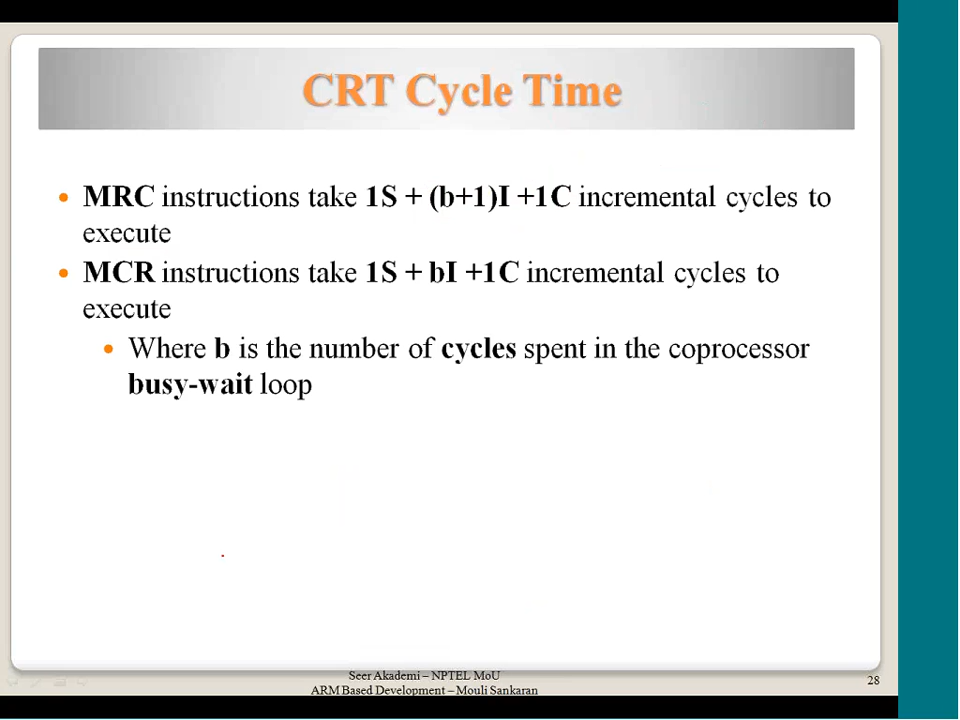 CRT Cycle Time
• MRC instructions take 1S + (b+1)I +1C incremental cycles to
execute
• MCR instructions take 1S + bI +1C incremental cycles to
execute
• Where b is the number of cycles spent in the coprocessor
busy-wait loop
Seer Akademi – NPTEL MoU
ARM Based Development – Mouli Sankaran
28